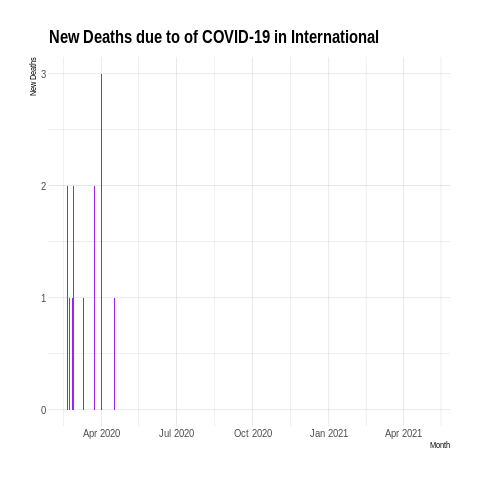 New Deaths due to of COVID-19 in International
New Deaths
3
2
1
0
Apr 2020 Jul 2020 Oct 2020 Jan 2021 Apr 2021
Month